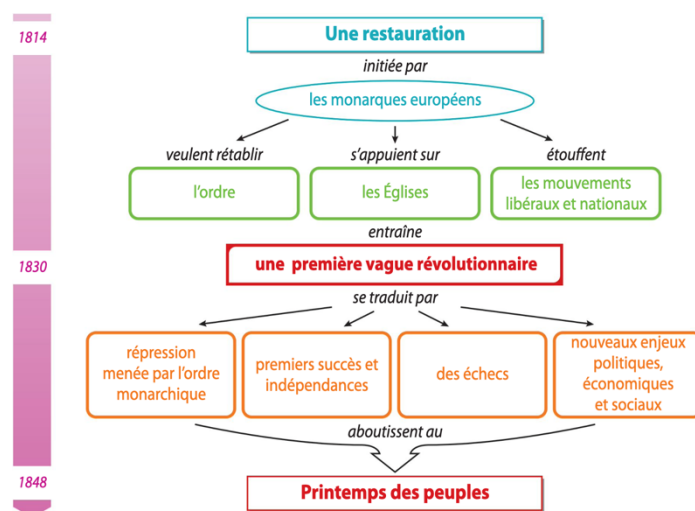 1814
Une restauration
initiée par
les monarques européens
veulent rétablir
s'appuient sur
étouffent
l'ordre
les Églises
les mouvements
libéraux et nationaux
entraîne
1830
une première vague révolutionnaire
se traduit par
répression
menée par l'ordre
monarchique
premiers succès et
indépendances
des échecs
nouveaux enjeux
politiques,
économiques
et sociaux
aboutissent au
1848
Printemps des peuples